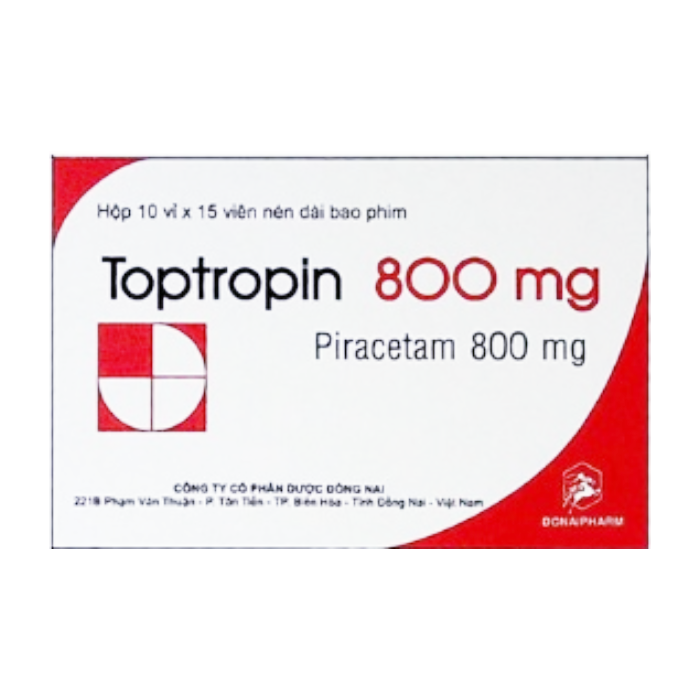 Hộp 10 vỉ x 15 viên nén dài bao phim
Toptropin 800 mg
Piracetam 800 mg
CÔNG TY CỔ PHẦN DƯỢC ĐỒNG NAI
221B Phạm Văn Thuận - P. Tân Tiến - TP. Biên Hòa - Tỉnh Đồng Nai - Việt Nam
DONAIPHARM